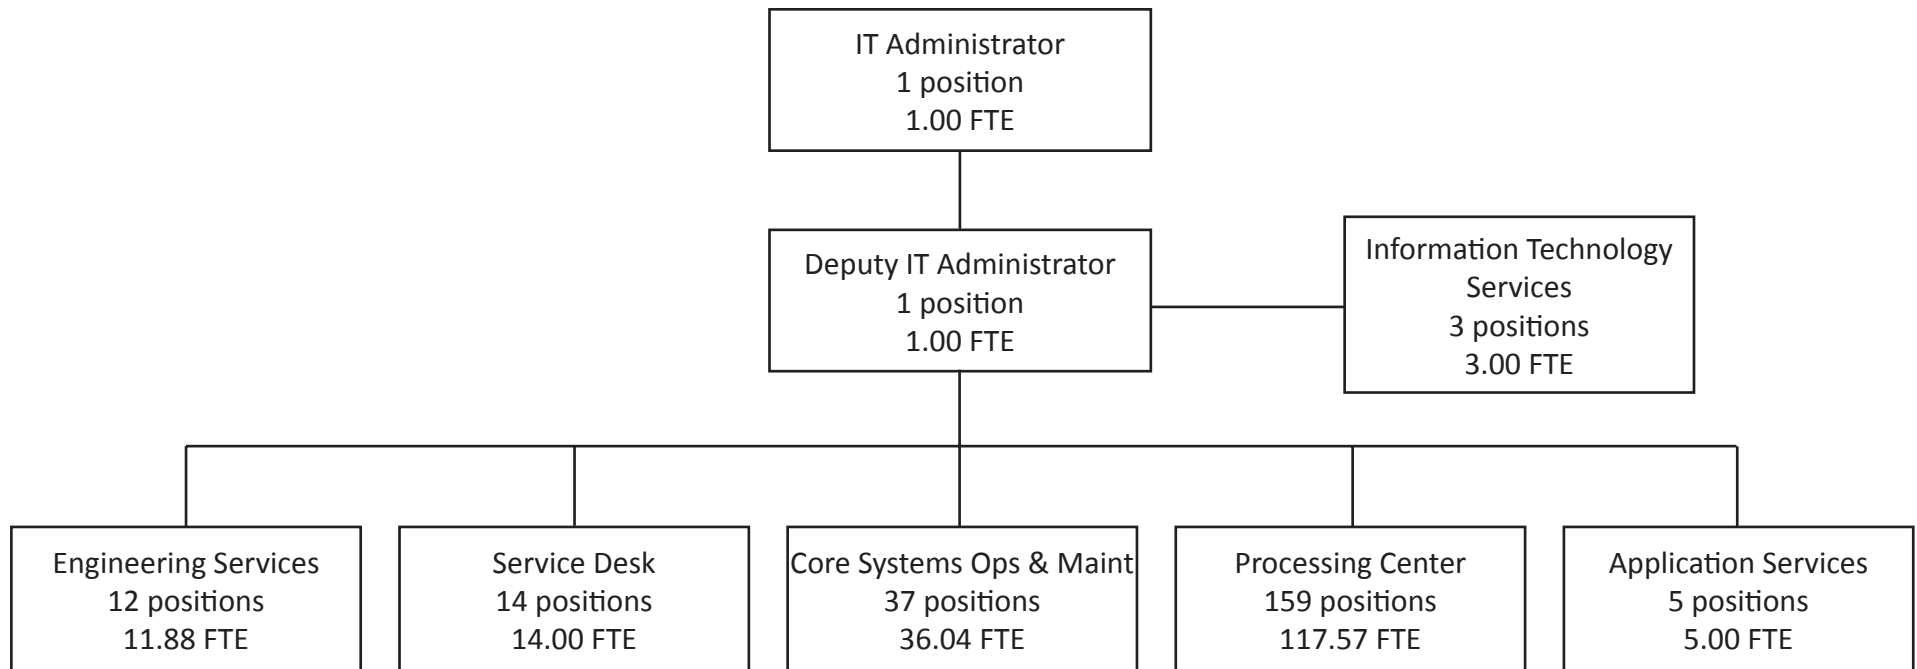 IT Administrator
1 position
1.00 FTE
Deputy IT Administrator
1 position
1.00 FTE
Information Technology
Services
3 positions
3.00 FTE
Engineering Services
12 positions
11.88 FTE
Service Desk
14 positions
14.00 FTE
Core Systems Ops & Maint
37 positions
36.04 FTE
Processing Center
159 positions
117.57 FTE
Application Services
5 positions
5.00 FTE